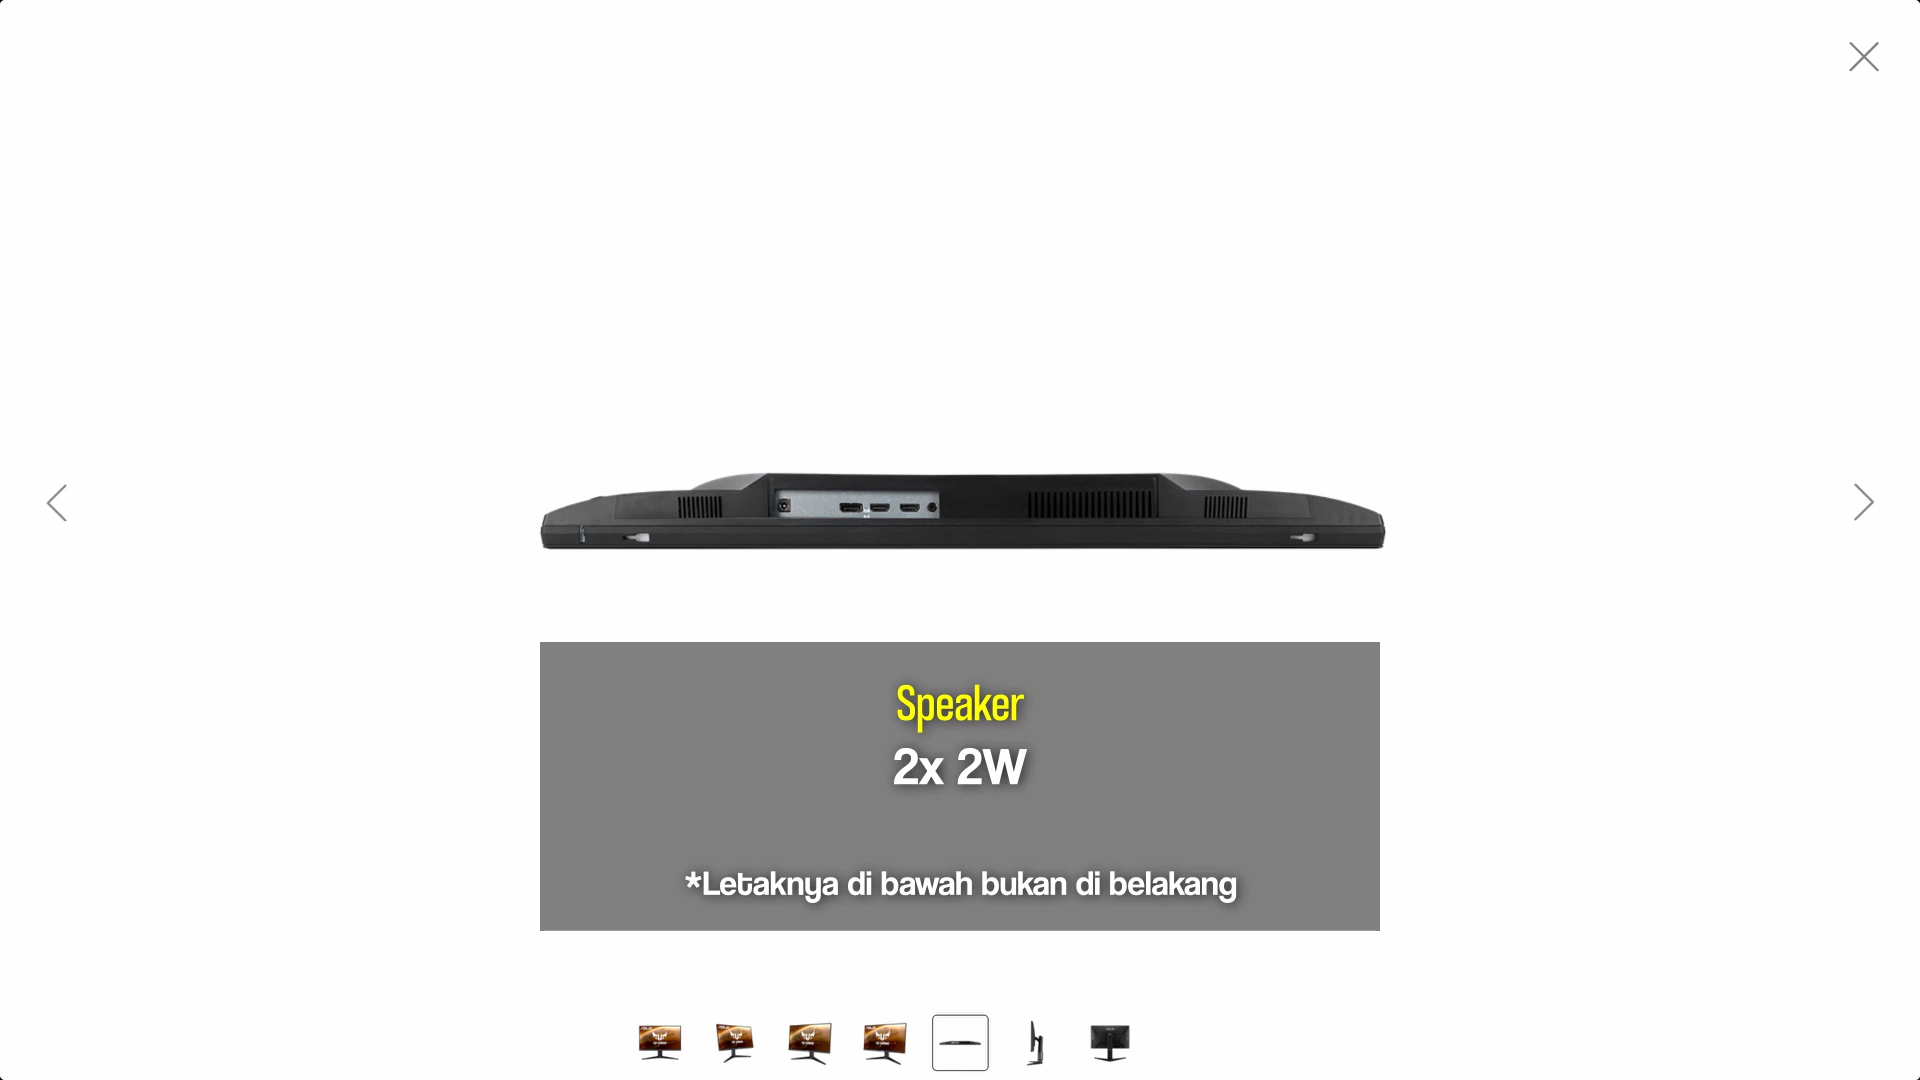 Speaker
2x 2W
*Letaknya di bawah bukan di belakang